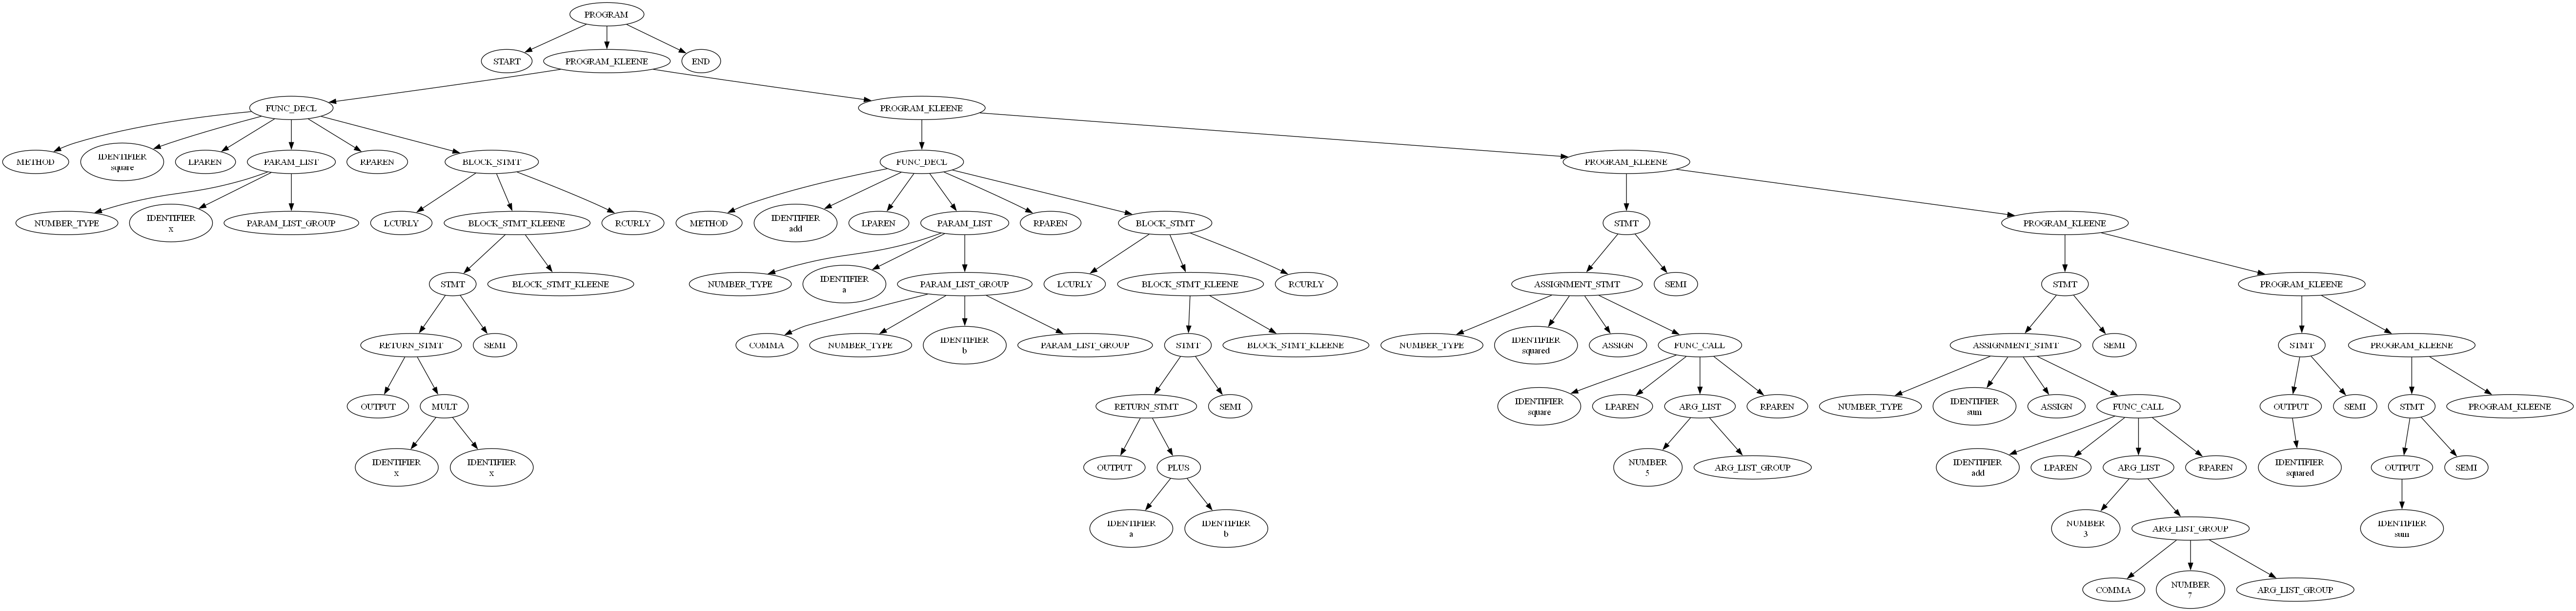 PROGRAM
START
PROGRAM_KLEENE
END
FUNC_DECL
PROGRAM_KLEENE
METHOD
IDENTIFIER
square
LPAREN
PARAM_LIST
RPAREN
BLOCK_STMT
FUNC_DECL
PROGRAM_KLEENE
NUMBER_TYPE
IDENTIFIER
x
PARAM_LIST_GROUP
LCURLY
BLOCK_STMT_KLEENE
RCURLY
METHOD
IDENTIFIER
add
LPAREN
PARAM_LIST
RPAREN
BLOCK_STMT
STMT
PROGRAM_KLEENE
STMT
BLOCK_STMT_KLEENE
NUMBER_TYPE
IDENTIFIER
a
PARAM_LIST_GROUP
LCURLY
BLOCK_STMT_KLEENE
RCURLY
ASSIGNMENT_STMT
SEMI
STMT
PROGRAM_KLEENE
RETURN_STMT
SEMI
COMMA
NUMBER_TYPE
IDENTIFIER
b
PARAM_LIST_GROUP
STMT
BLOCK_STMT_KLEENE
NUMBER_TYPE
IDENTIFIER
squared
ASSIGN
FUNC_CALL
ASSIGNMENT_STMT
SEMI
STMT
PROGRAM_KLEENE
OUTPUT
MULT
RETURN_STMT
SEMI
IDENTIFIER
square
LPAREN
ARG_LIST
RPAREN
NUMBER_TYPE
IDENTIFIER
sum
ASSIGN
FUNC_CALL
OUTPUT
SEMI
STMT
PROGRAM_KLEENE
IDENTIFIER
x
IDENTIFIER
x
OUTPUT
PLUS
NUMBER
5
ARG_LIST_GROUP
IDENTIFIER
add
LPAREN
ARG_LIST
RPAREN
IDENTIFIER
squared
OUTPUT
SEMI
IDENTIFIER
a
IDENTIFIER
b
NUMBER
3
ARG_LIST_GROUP
IDENTIFIER
sum
COMMA
NUMBER
7
ARG_LIST_GROUP